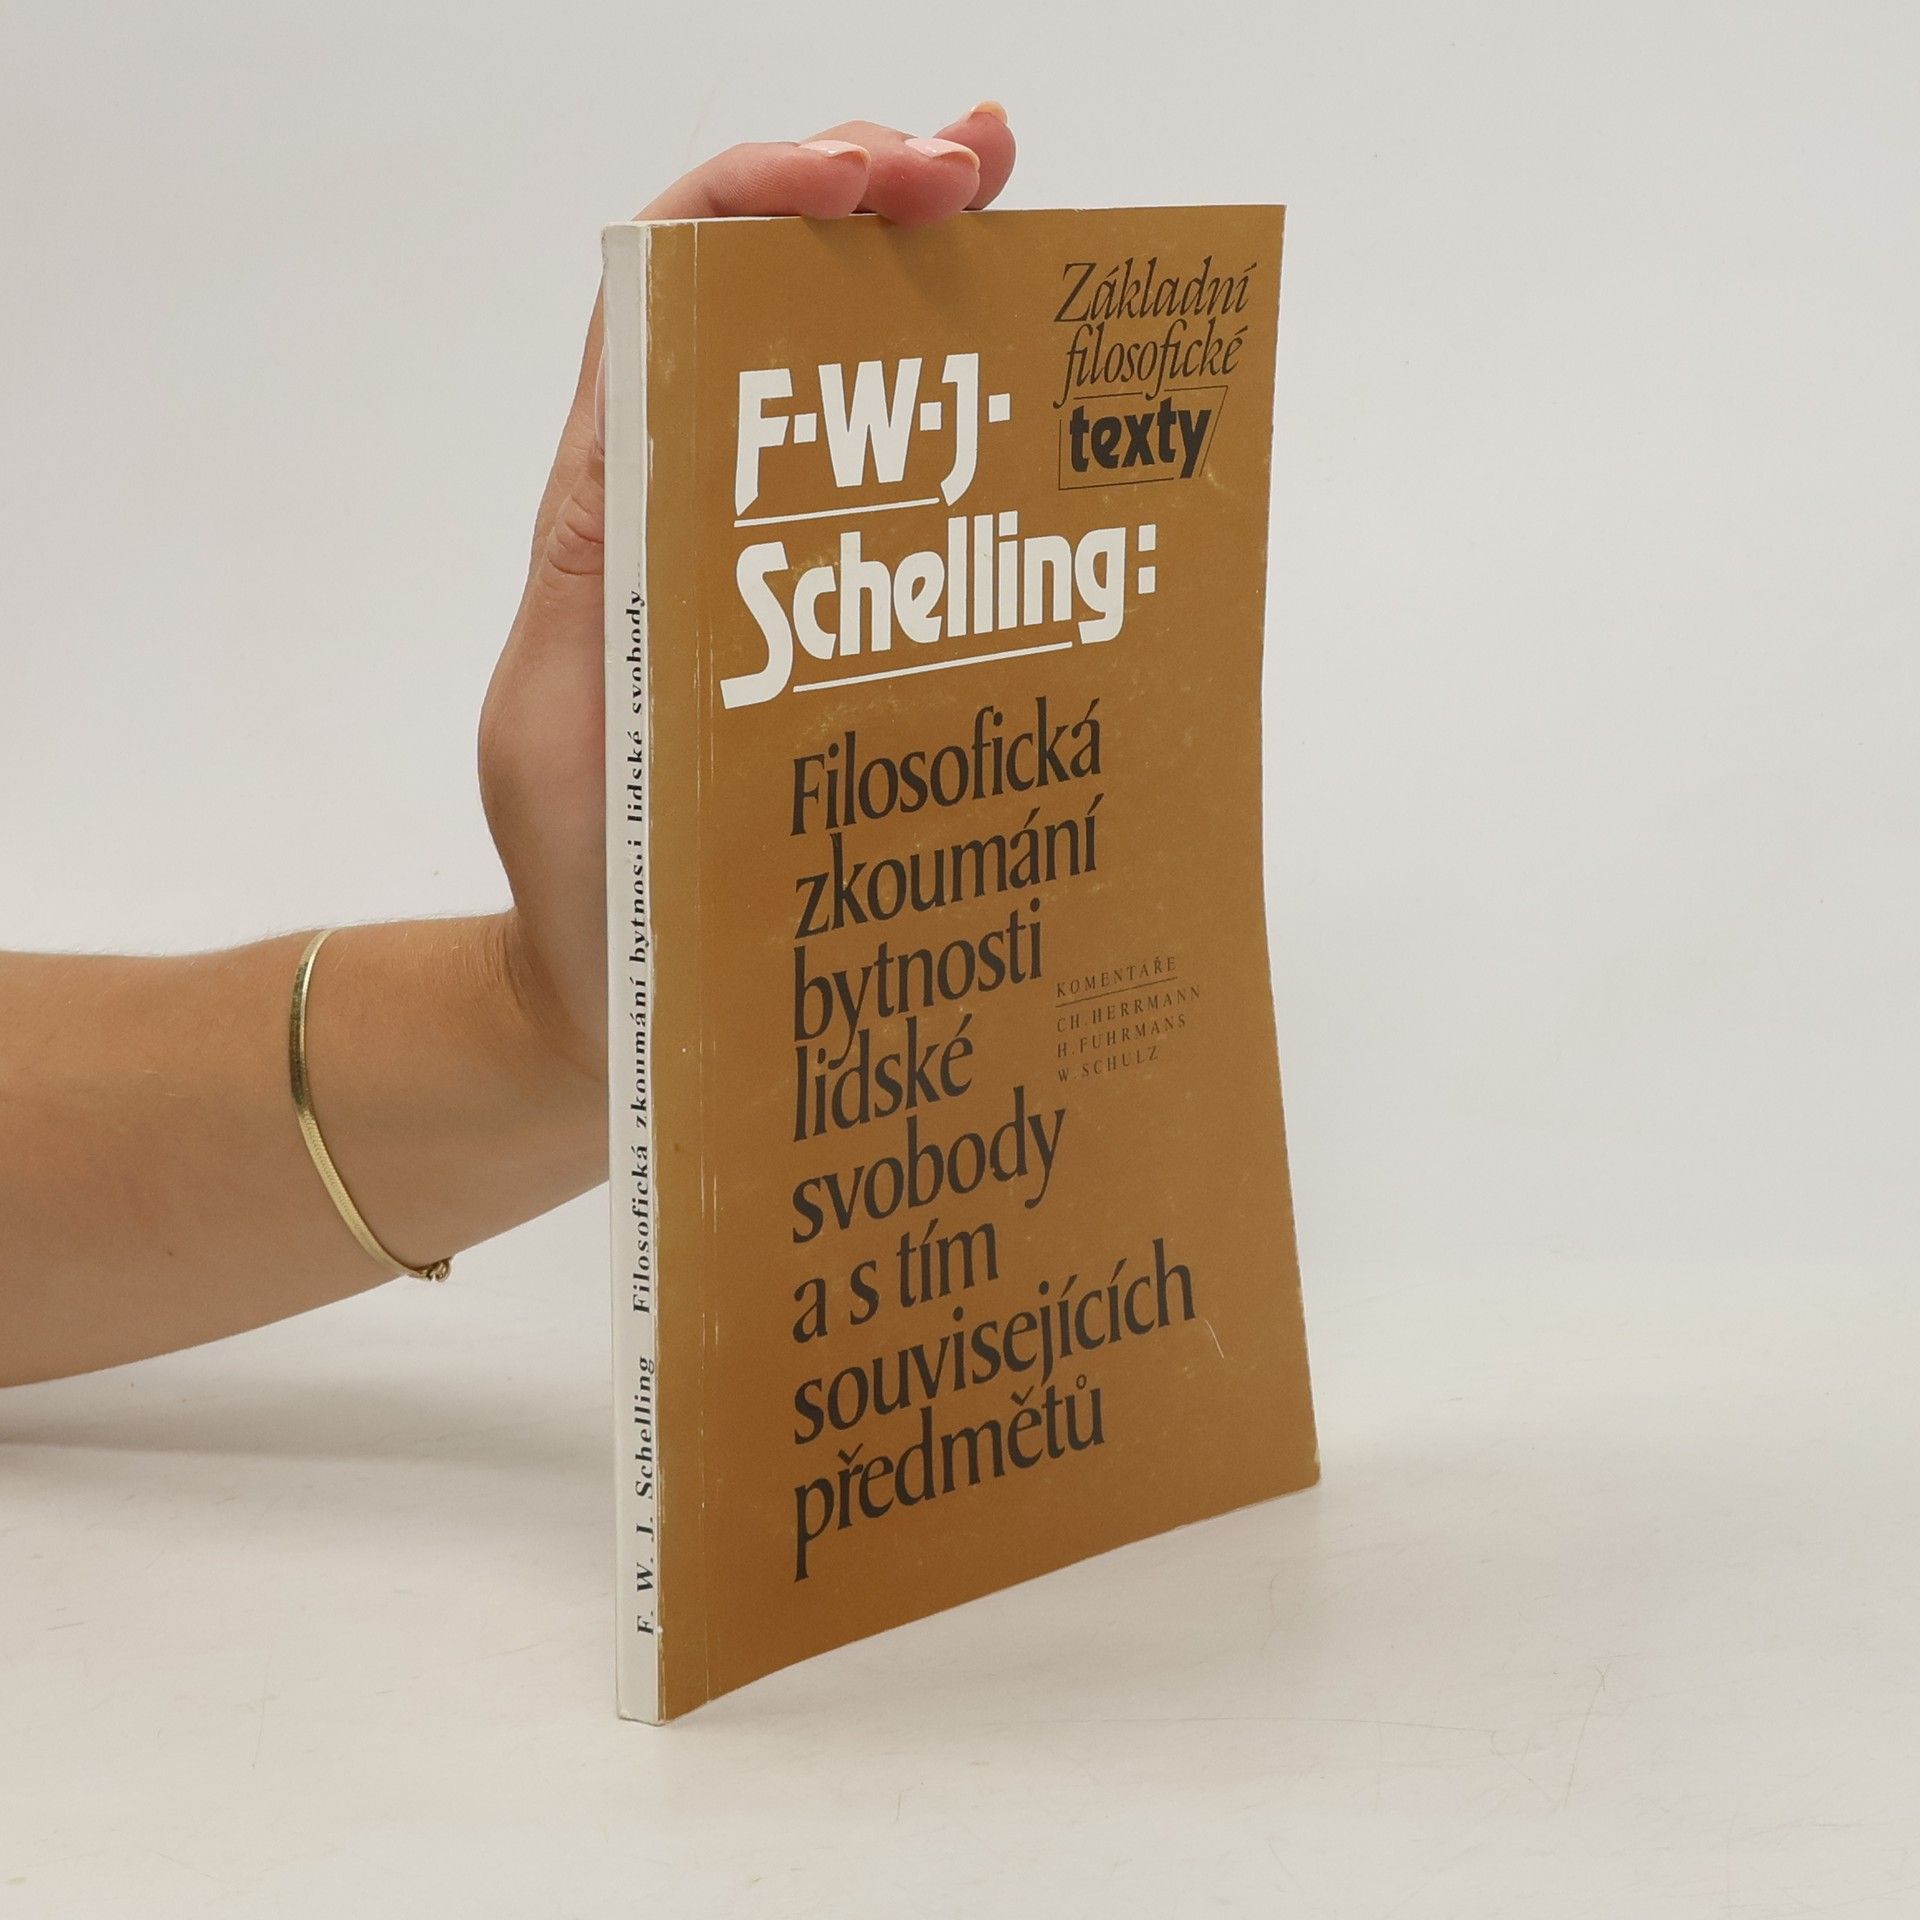 Základní
filosofické
texty
F·W·J·
Schelling:
Filosofická
zkoumání
bytnosti
lidské
svobody
a s tím
souvisejících
předmětů
KOMENTAŘE
CH. HERRMANN
H. FUHRMANS
W. SCHULZ
F. W. J. Schelling Filosofická zkoumání bytnosti lidské svobody...